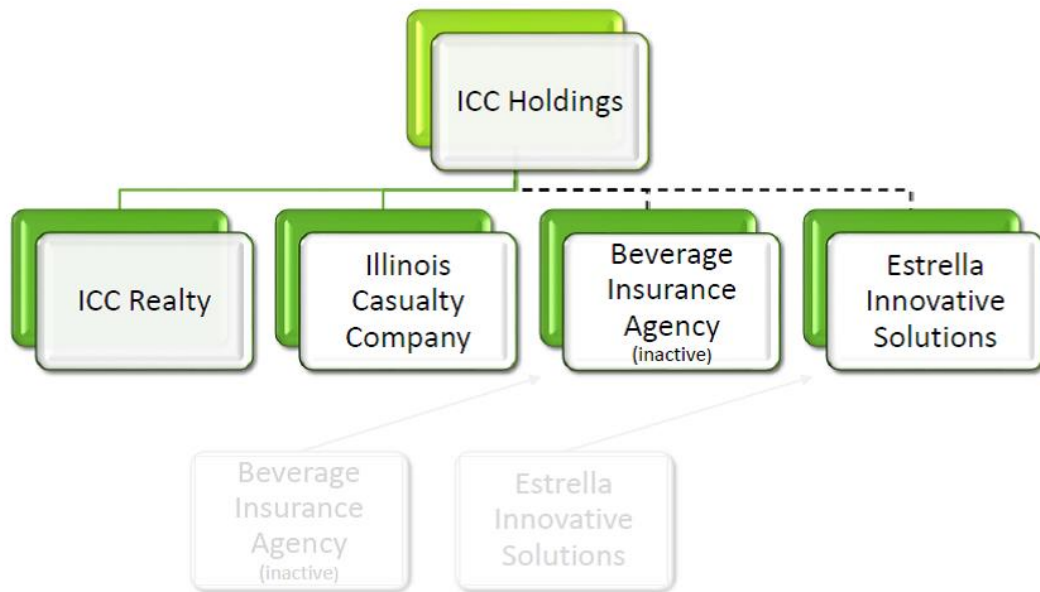 ICC Holdings
ICC Realty
Illinois
Casualty
Company
Beverage
Insurance
Agency
(inactive)
Estrella
Innovative
Solutions
Beverage
Insurance
Agency
(inactive)
Estrella
Innovative
Solutions